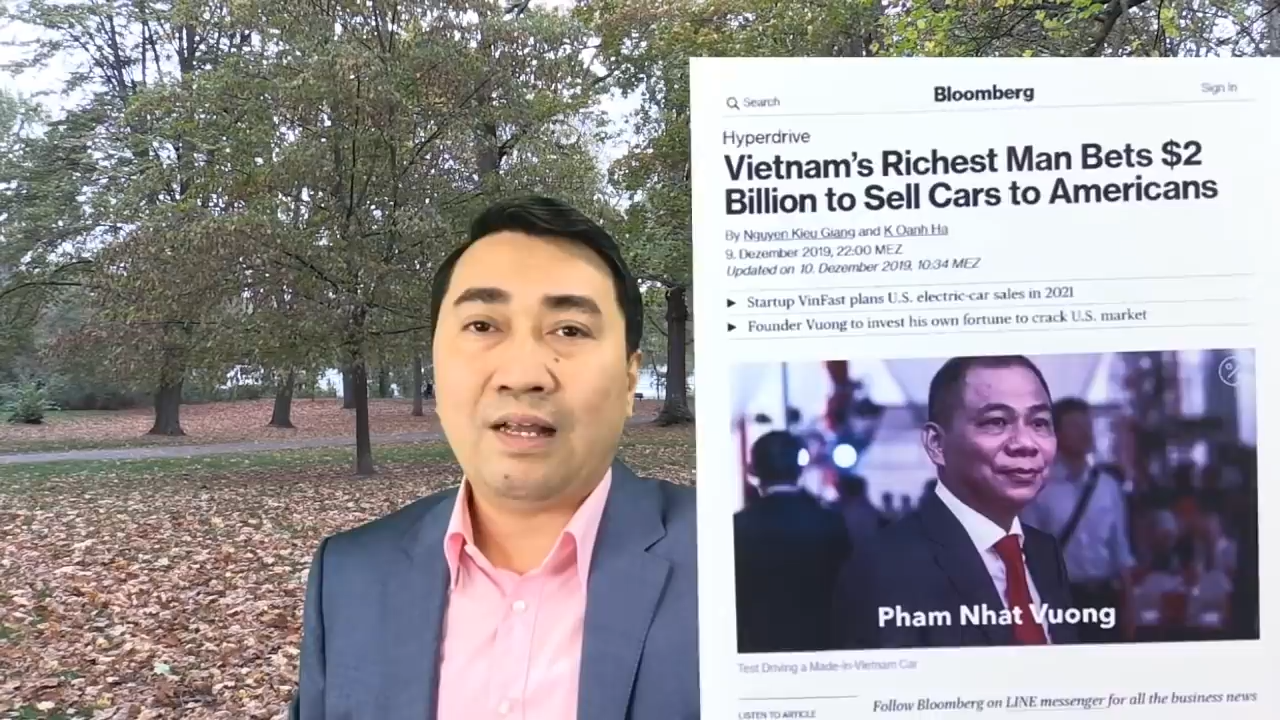 Search
Bloomberg
Sign In
Hyperdrive
Vietnam's Richest Man Bets $2
Billion to Sell Cars to Americans
By Nguyen Kieu Giang and K Oanh Ha
9. Dezember 2019, 22:00 MEZ
Updated on 10. Dezember 2019, 10:34 MEZ
Startup VinFast plans U.S. electric-car sales in 2021
Founder Vuong to invest his own fortune to crack U.S. market
Pham Nhat Vuong
Test Driving a Made-in-Vietnam Car
LISTEN TO ARTICLE
Follow Bloomberg on LINE messenger for all the business news